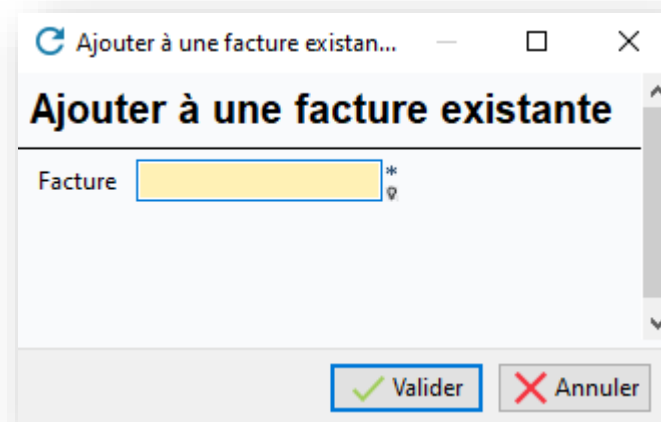 Ajouter à une facture existan...
Ajouter à une facture existante
Facture *
Valider Annuler